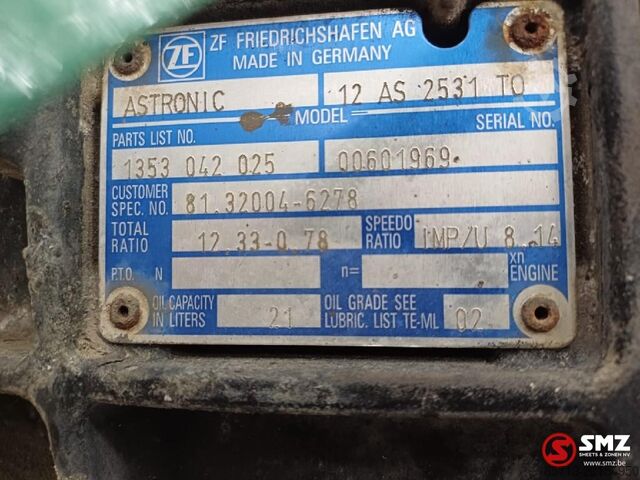 ZF FRIEDRICHSHAFEN AG
MADE IN GERMANY
ASTRONIC 12 AS 2531 TO
MODEL
PARTS LIST NO. SERIAL NO.
1353 042 025 00601969
CUSTOMER SPEC. NO. 81.32004-6278
TOTAL RATIO 12.33-0.78 SPEEDO RATIO IMP/U 8.14
P.T.O. N n= xn ENGINE
OIL CAPACITY IN LITERS 21 OIL GRADE SEE LUBRIC. LIST TE-ML 02
SMZ
SMEETS & ZONEN NV
www.smz.be